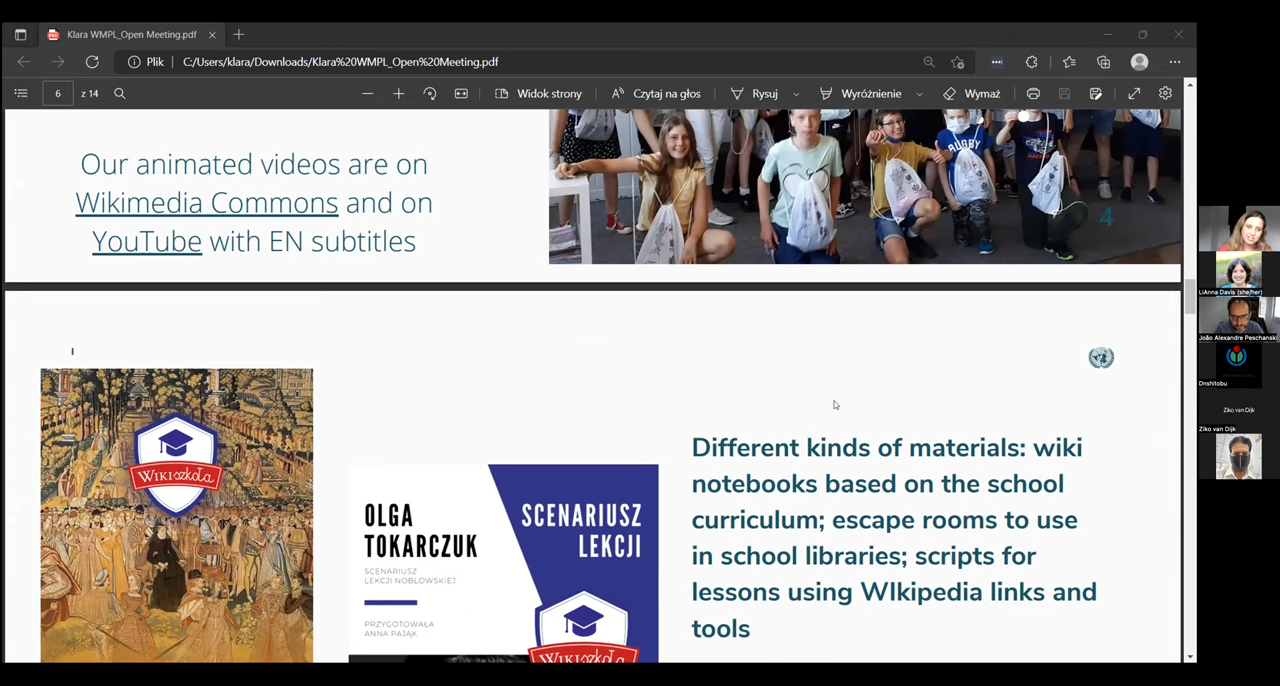 Klara WMPL_Open Meeting.pdf
Plik
C:/Users/klara/Downloads/Klara%20WMPL_Open%20Meeting.pdf
6 z 14
Widok strony
Czytaj na głos
Rysuj
Wyróżnienie
Wymaż
Our animated videos are on
Wikimedia Commons and on
YouTube with EN subtitles
RUGBY
4
Wikiszkoła
OLGA
TOKARCZUK
SCENARIUSZ
LEKCJI NOBLOWSKIEJ
PRZYGOTOWAŁA
ANNA PAJĄK
SCENARIUSZ
LEKCJI
Wikiszkoła
Different kinds of materials: wiki
notebooks based on the school
curriculum; escape rooms to use
in school libraries; scripts for
lessons using WIkipedia links and
tools
LiAnna Davis (she/her)
João Alexandre Peschanski
Dnshitobu
Ziko van Dijk
Ziko van Dijk